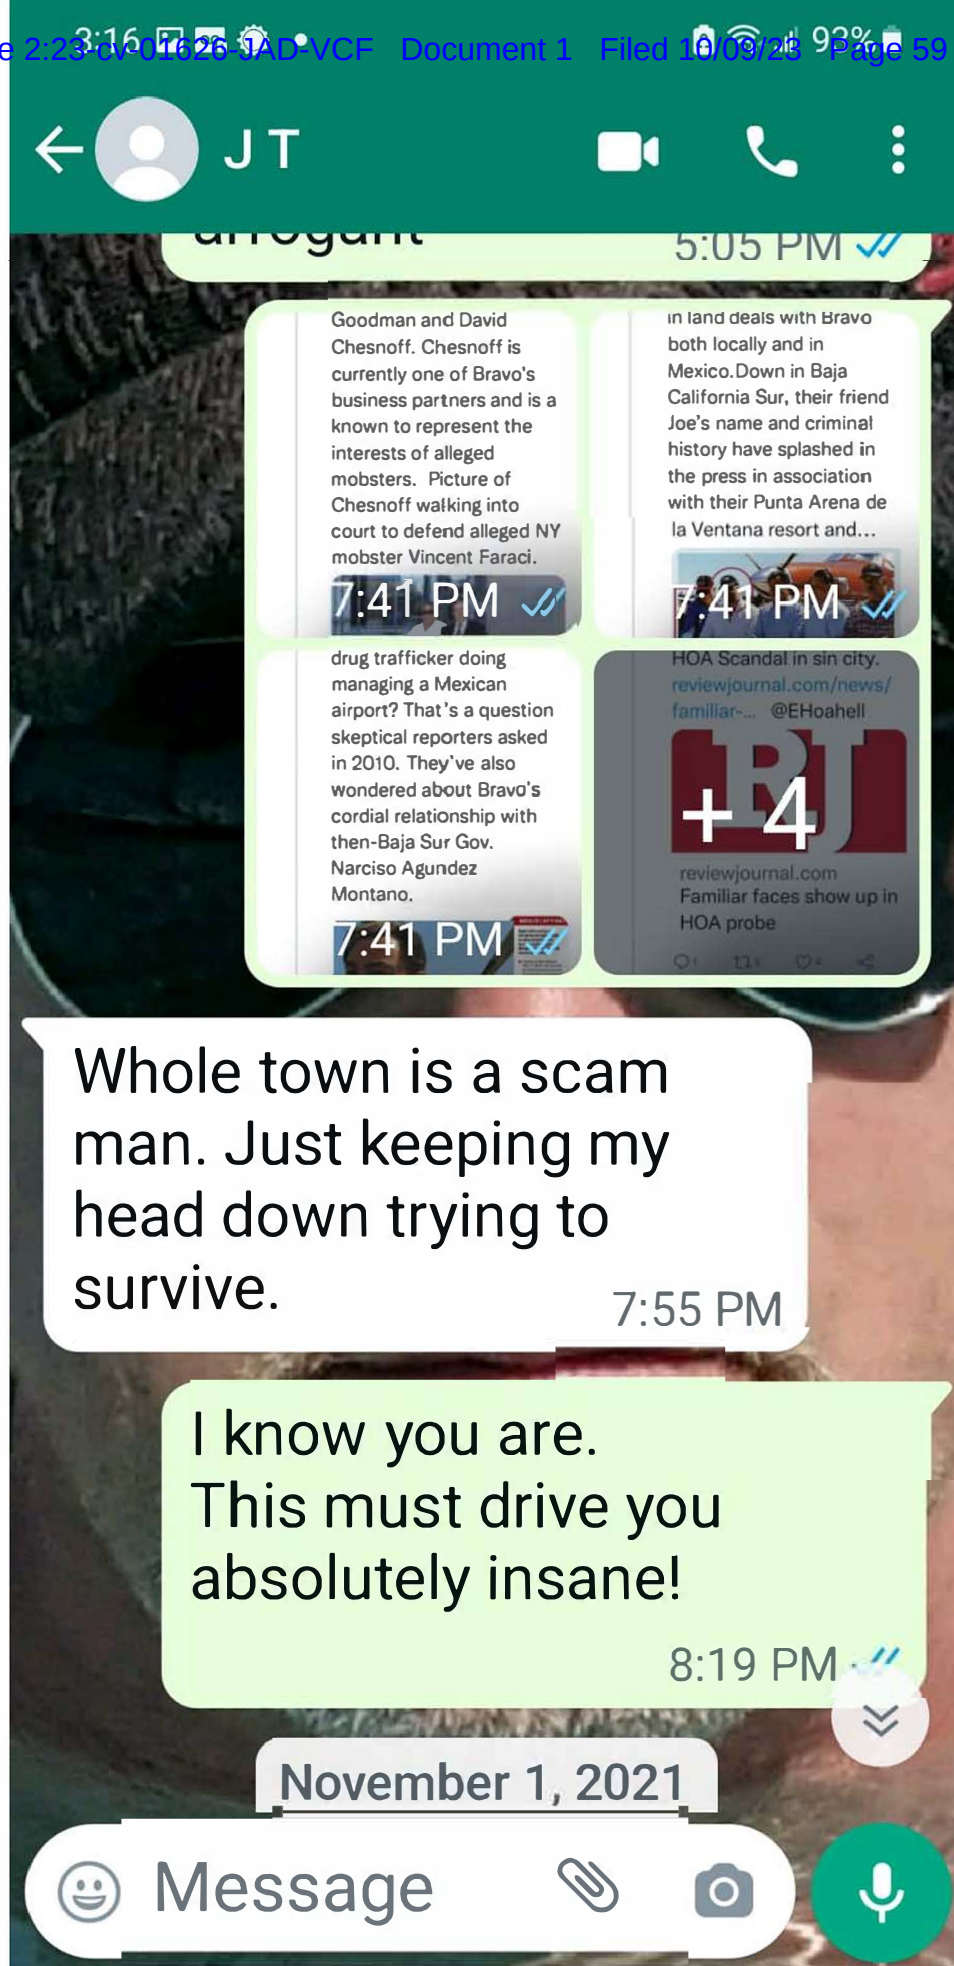 e 2:23-cv-01626-JAD-VCF Document 1 Filed 10/09/23 Page 59
3:16 92%
J T
arrogant 5:05 PM
Goodman and David
Chesnoff. Chesnoff is
currently one of Bravo's
business partners and is a
known to represent the
interests of alleged
mobsters. Picture of
Chesnoff walking into
court to defend alleged NY
mobster Vincent Faraci.
7:41 PM
in land deals with Bravo
both locally and in
Mexico.Down in Baja
California Sur, their friend
Joe's name and criminal
history have splashed in
the press in association
with their Punta Arena de
la Ventana resort and...
7:41 PM
drug trafficker doing
managing a Mexican
airport? That's a question
skeptical reporters asked
in 2010. They've also
wondered about Bravo's
cordial relationship with
then-Baja Sur Gov.
Narciso Agundez
Montano.
7:41 PM
HOA Scandal in sin city.
reviewjournal.com/news/
familiar-... @EHoahell
RJ
+ 4
reviewjournal.com
Familiar faces show up in
HOA probe
Whole town is a scam
man. Just keeping my
head down trying to
survive.
7:55 PM
I know you are.
This must drive you
absolutely insane!
8:19 PM
November 1, 2021
Message